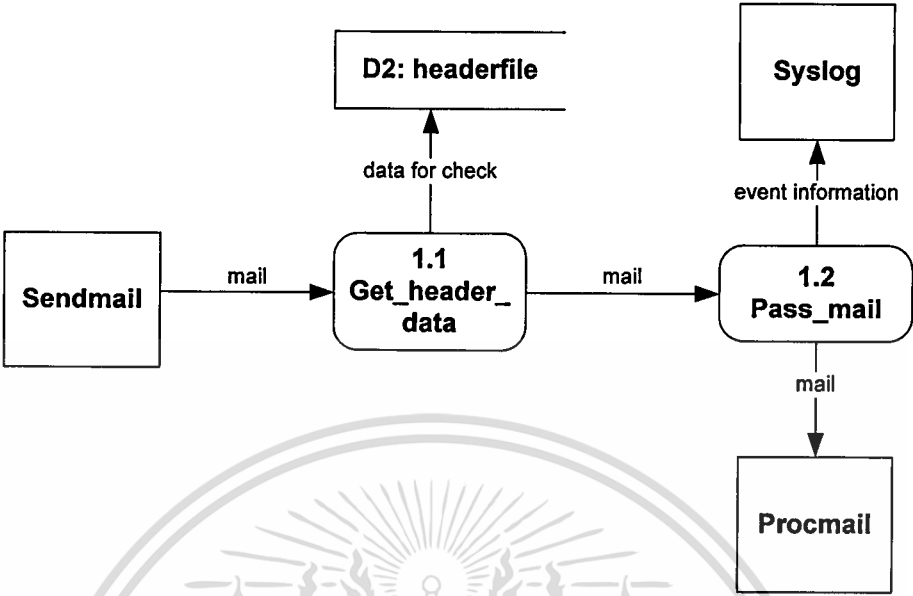 D2: headerfile
Syslog
data for check
event information
Sendmail
mail
1.1
Get_header_
data
mail
1.2
Pass_mail
mail
Procmail